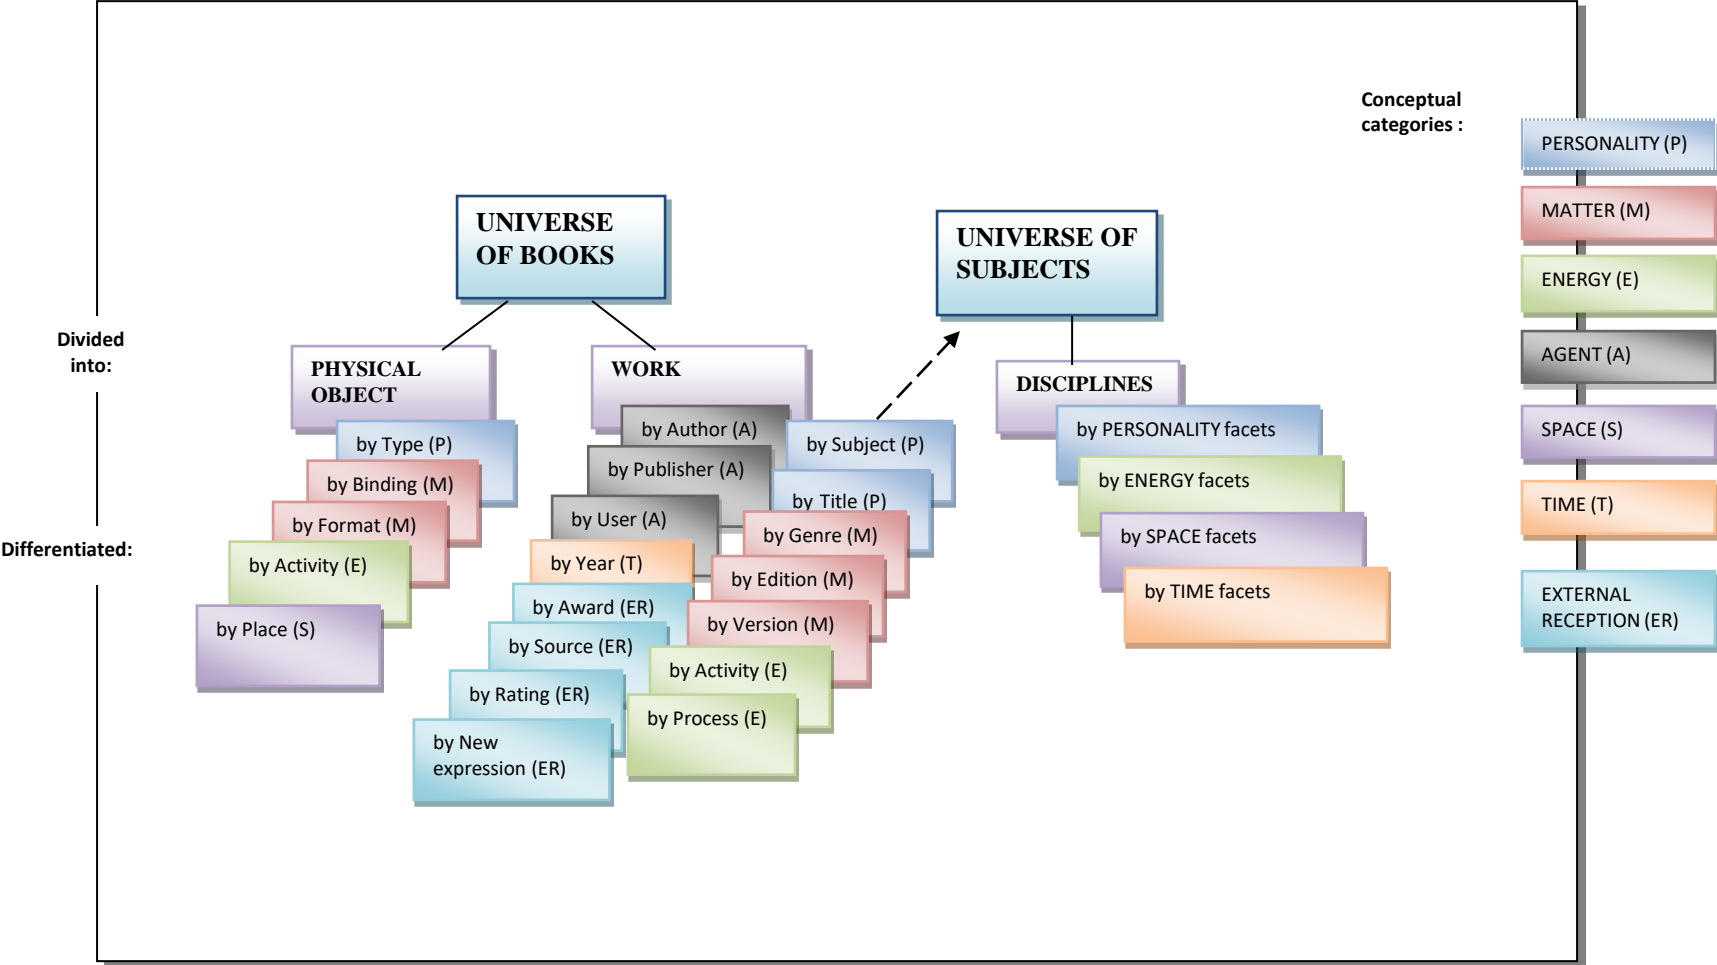 Conceptual
categories :
PERSONALITY (P)
MATTER (M)
ENERGY (E)
AGENT (A)
SPACE (S)
TIME (T)
EXTERNAL
RECEPTION (ER)
UNIVERSE
OF BOOKS
UNIVERSE OF
SUBJECTS
Divided
into:
PHYSICAL
OBJECT
WORK
DISCIPLINES
Differentiated:
by Type (P)
by Binding (M)
by Format (M)
by Activity (E)
by Place (S)
by Author (A)
by Publisher (A)
by User (A)
by Year (T)
by Award (ER)
by Source (ER)
by Rating (ER)
by New
expression (ER)
by Subject (P)
by Title (P)
by Genre (M)
by Edition (M)
by Version (M)
by Activity (E)
by Process (E)
by PERSONALITY facets
by ENERGY facets
by SPACE facets
by TIME facets